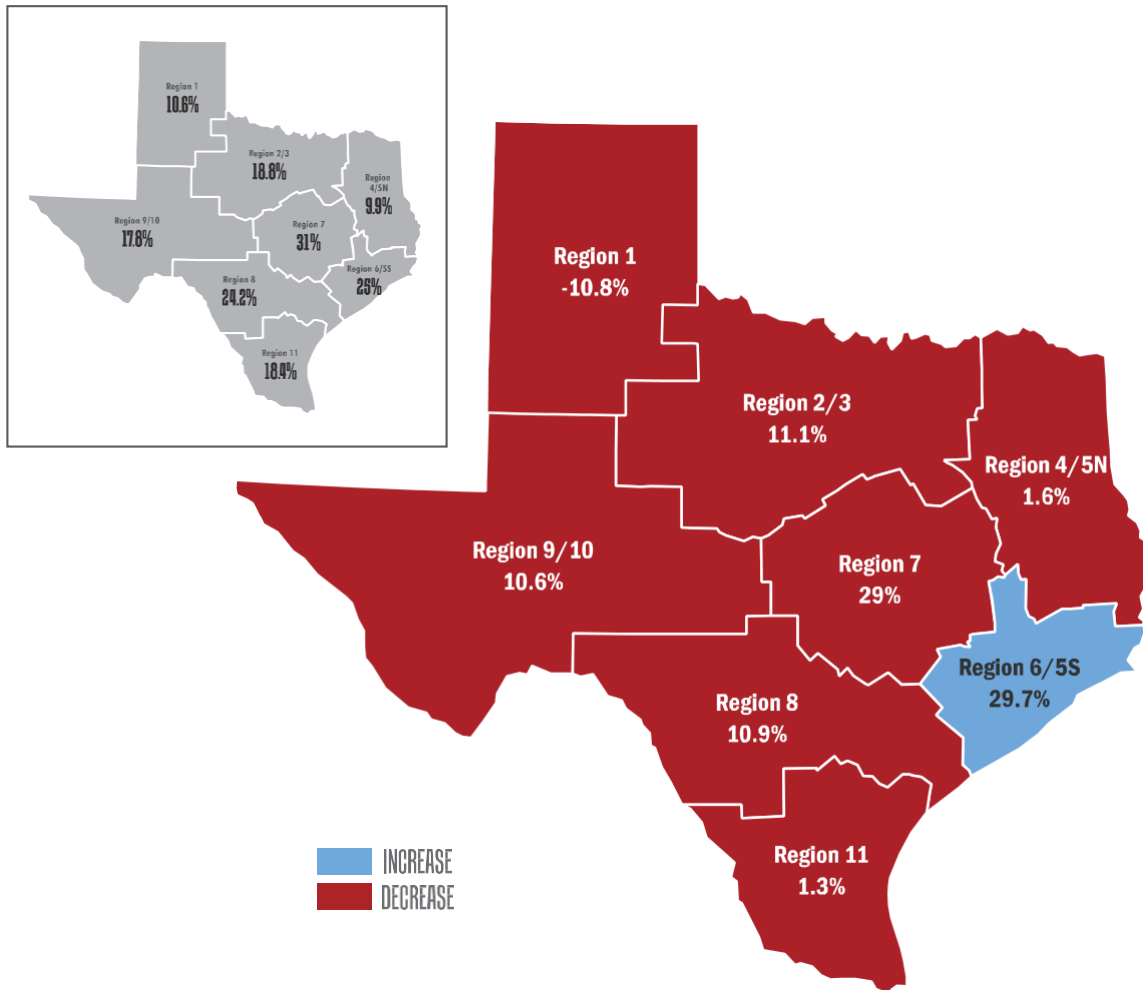 Region 1
10.6%
Region 2/3
18.8%
Region
4/5N
9.9%
Region 9/10
17.8%
Region 7
31%
Region 6/5S
25%
Region 8
24.2%
Region 11
18.4%
Region 1
-10.8%
Region 2/3
11.1%
Region 4/5N
1.6%
Region 9/10
10.6%
Region 7
29%
Region 6/5S
29.7%
Region 8
10.9%
Region 11
1.3%
INCREASE
DECREASE